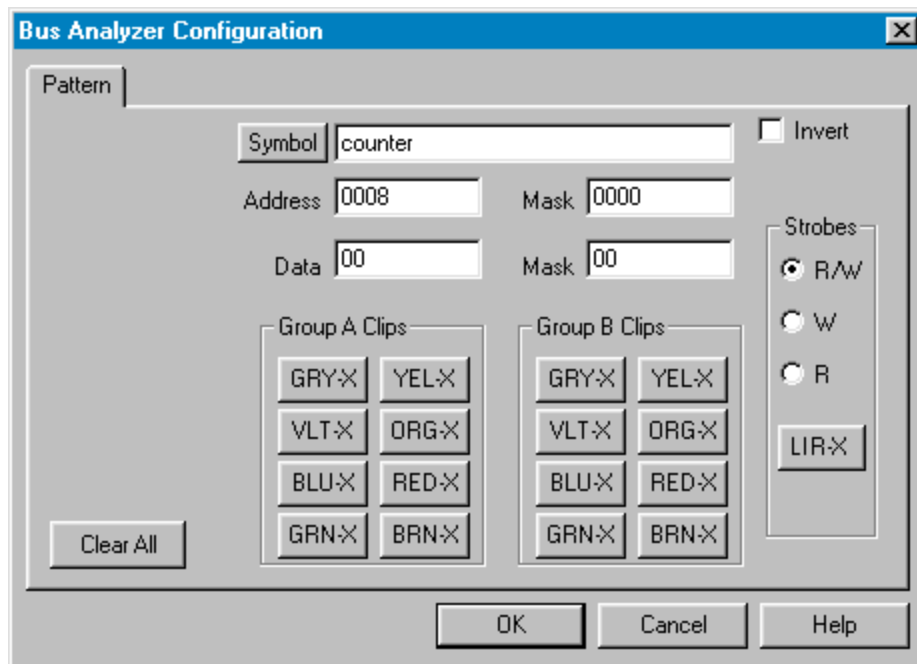 Bus Analyzer Configuration
Pattern
Symbol counter Invert
Address 0008 Mask 0000
Data 00 Mask 00
Strobes
R/W
W
R
LIR-X
Group A Clips
GRY-X YEL-X
VLT-X ORG-X
BLU-X RED-X
GRN-X BRN-X
Group B Clips
GRY-X YEL-X
VLT-X ORG-X
BLU-X RED-X
GRN-X BRN-X
Clear All
OK Cancel Help